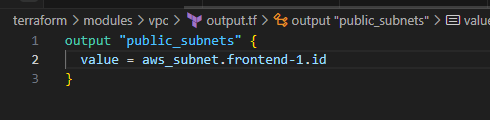 terraform > modules > vpc > output.tf > output "public_subnets" > value
1 output "public_subnets" {
2 value = aws_subnet.frontend-1.id
3 }